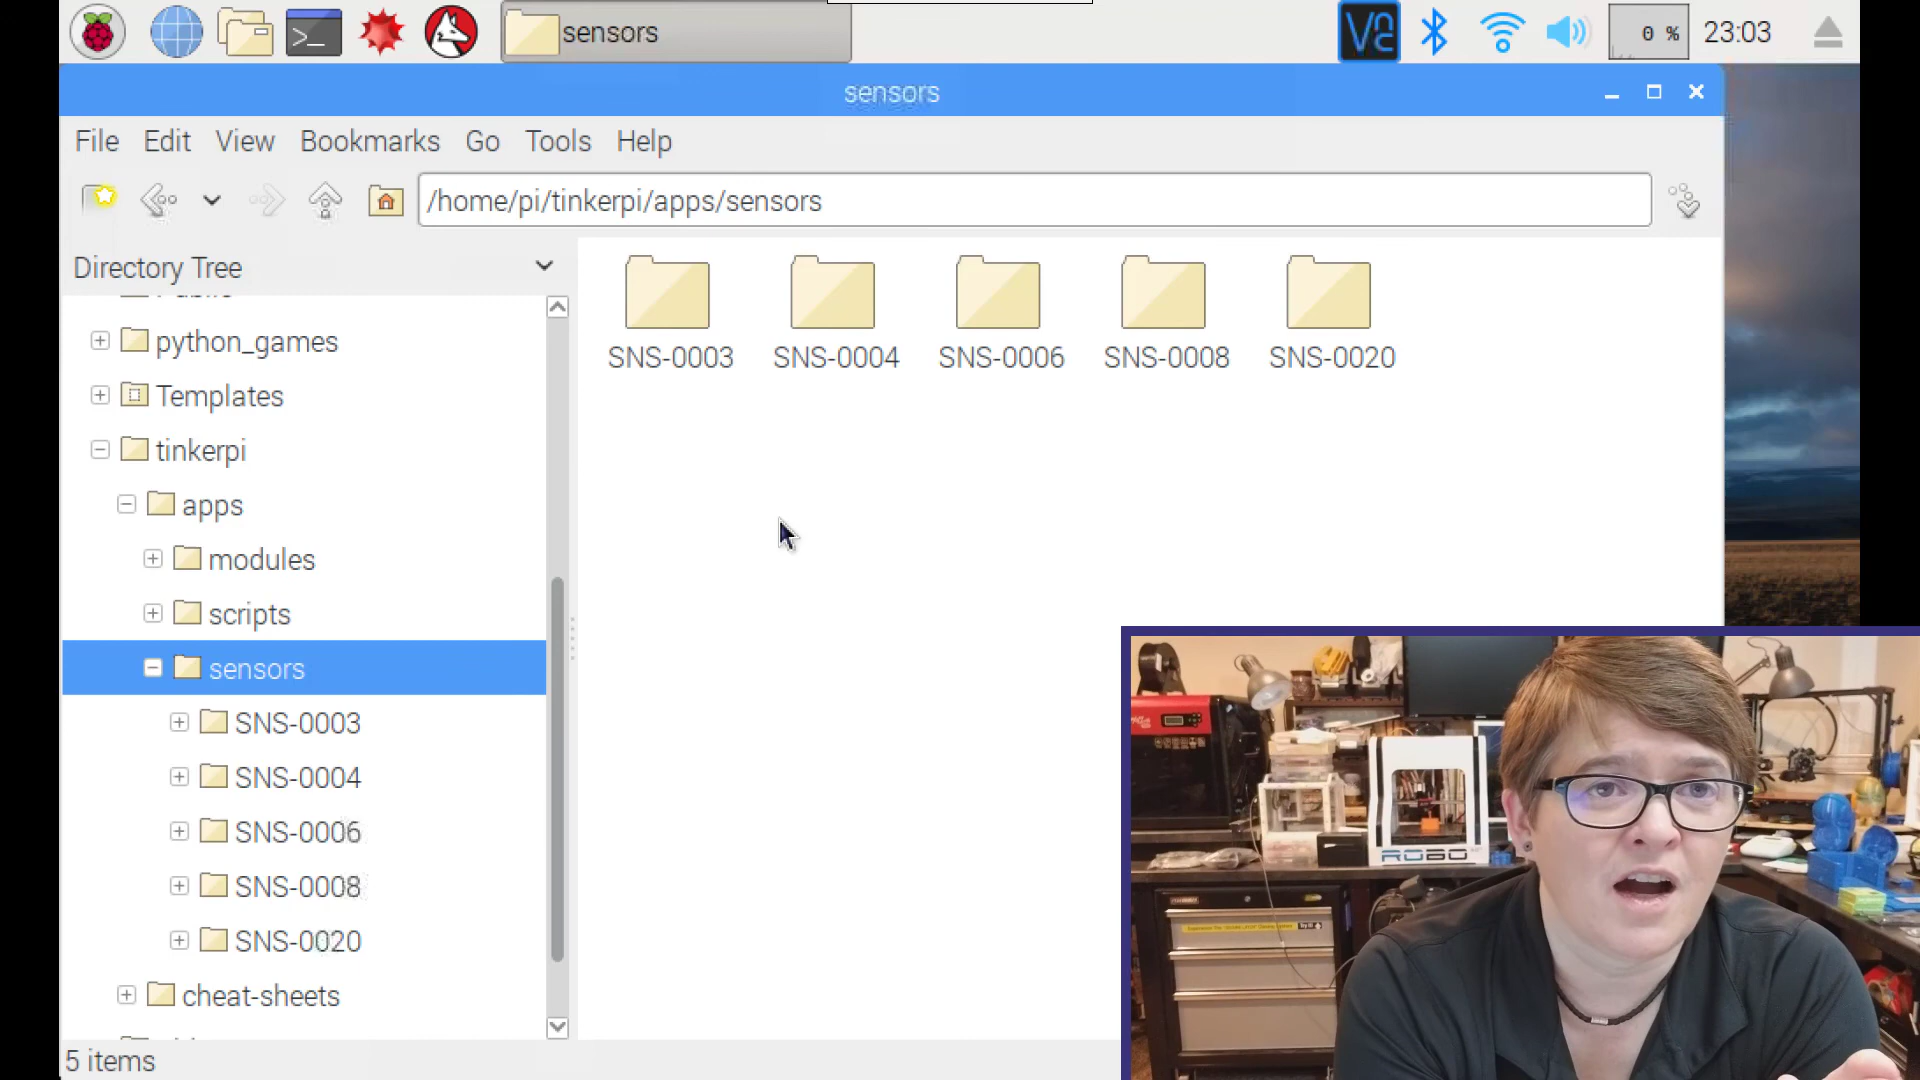 sensors
VNC
0 %
23:03
sensors
File Edit View Bookmarks Go Tools Help
/home/pi/tinkerpi/apps/sensors
Directory Tree
python_games
Templates
tinkerpi
apps
modules
scripts
sensors
SNS-0003
SNS-0004
SNS-0006
SNS-0008
SNS-0020
cheat-sheets
SNS-0003
SNS-0004
SNS-0006
SNS-0008
SNS-0020
5 items
ROBO